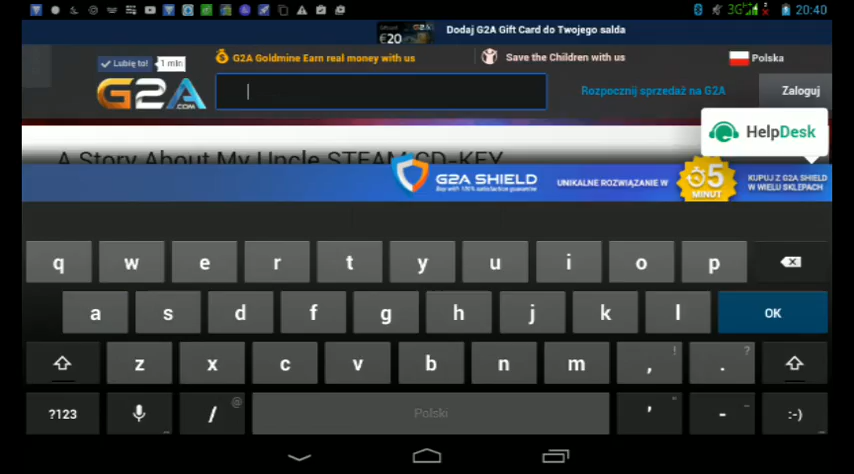 3G
20:40
G2A
€20
Dodaj G2A Gift Card do Twojego salda
Lubię to! 1 mln
G2A Goldmine Earn real money with us
Save the Children with us
Polska
G2A
.COM
Rozpocznij sprzedaż na G2A
Zaloguj
HelpDesk
A Story About My Uncle STEAM CD-KEY
G2A SHIELD
UNIKALNE ROZWIĄZANIE W
5
MINUT
KUPUJ Z G2A SHIELD
W WIELU SKLEPACH
q w e r t y u i o p
a s d f g h j k l OK
z x c v b n m , ! . ?
?123 / @ Polski ' " - _ :-)